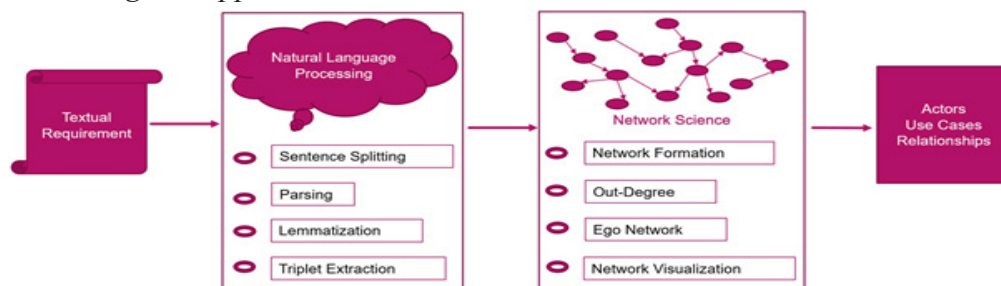 Textual
Requirement
Natural Language
Processing
Sentence Splitting
Parsing
Lemmatization
Triplet Extraction
Network Science
Network Formation
Out-Degree
Ego Network
Network Visualization
Actors
Use Cases
Relationships